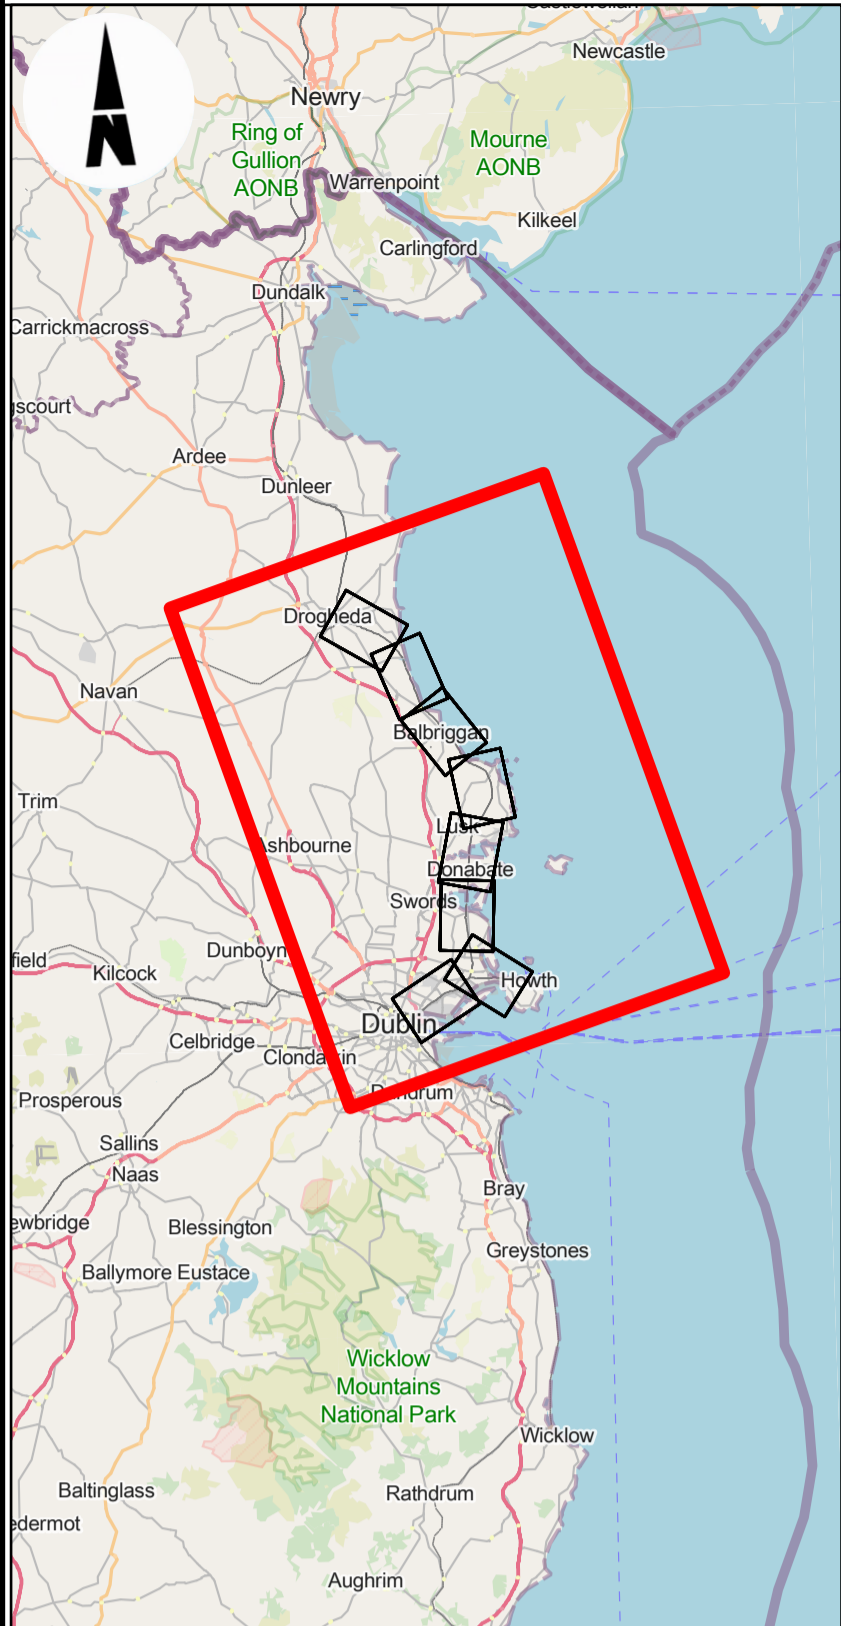 Newcastle
Newry
Ring of
Gullion
AONB
Mourne
AONB
N
Warrenpoint
Kilkeel
Carlingford
Dundalk
Carrickmacross
gscourt
Ardee
Dunleer
Drogheda
Navan
Balbriggan
Trim
Lusk
Ashbourne
Donabate
Swords
Dunboyn
field
Kilcock
Howth
Dublin
Celbridge
Clondalkin
Dundrum
Prosperous
Sallins
Naas
Bray
ewbridge
Blessington
Greystones
Ballymore Eustace
Wicklow
Mountains
National Park
Wicklow
Baltinglass
Rathdrum
edermot
Aughrim